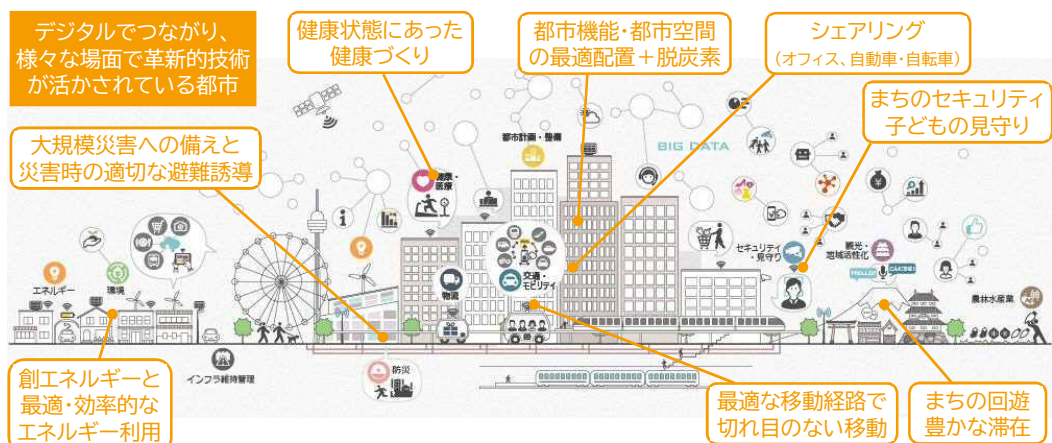 デジタルでつながり、
様々な場面で革新的技術
が活かされている都市
健康状態にあった
健康づくり
都市機能・都市空間
の最適配置＋脱炭素
シェアリング
(オフィス、自動車・自転車)
まちのセキュリティ
子どもの見守り
大規模災害への備えと
災害時の適切な避難誘導
都市計画・整備
BIG DATA
健康・
医療
エネルギー
環境
物流
交通・
モビリティ
セキュリティ
・見守り
観光・
地域活性化
HELLO!
こんにちは!
農林水産業
インフラ維持管理
防災
創エネルギーと
最適・効率的な
エネルギー利用
最適な移動経路で
切れ目のない移動
まちの回遊
豊かな滞在